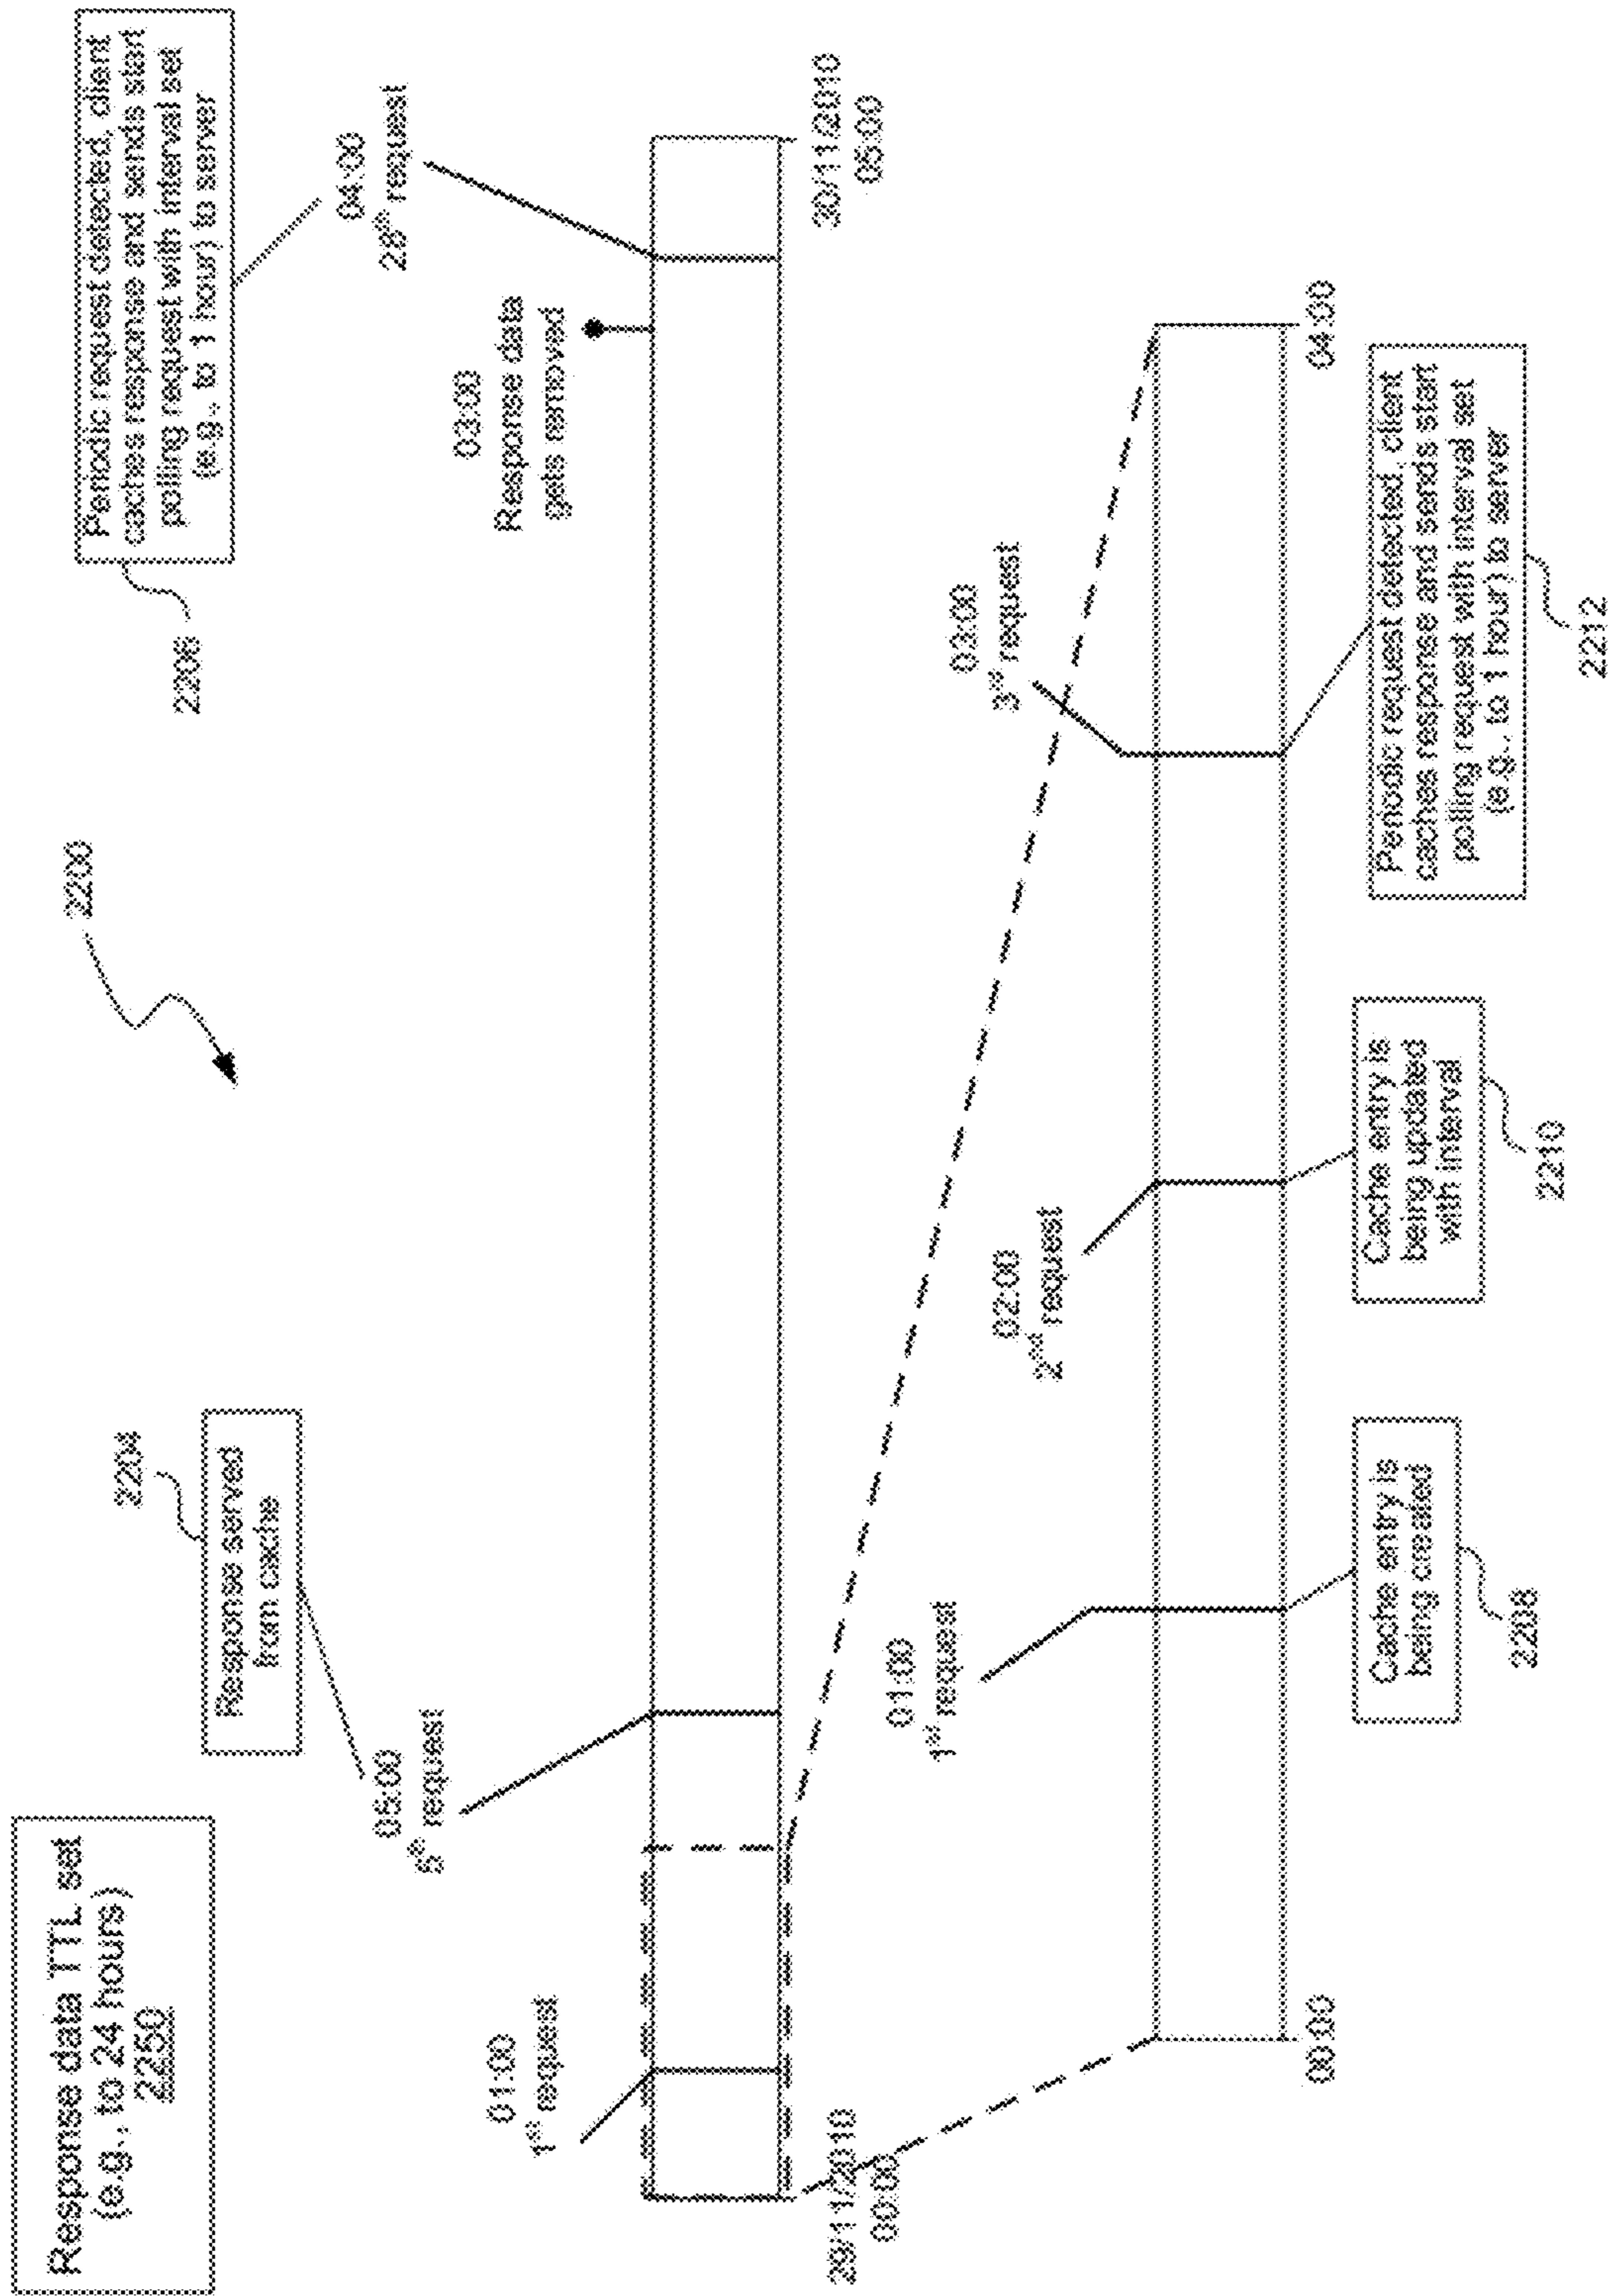 Response data TTL set
(e.g., to 24 hours)
2250
2204
Response served
from cache
2200
2206
Periodic request detected, client
caches response and sends start
polling request with interval set
(e.g., to 1 hour) to server
01:00
1st request
05:00
5th request
03:00
Response data
gets removed
04:00
28th request
29/11/2010
00:00
30/11/2010
05:00
01:00
1st request
02:00
2nd request
03:00
3rd request
00:00
04:00
Cache entry is
being created
2208
Cache entry is
being updated
with interval
2210
Periodic request detected, client
caches response and sends start
polling request with interval set
(e.g., to 1 hour) to server
2212